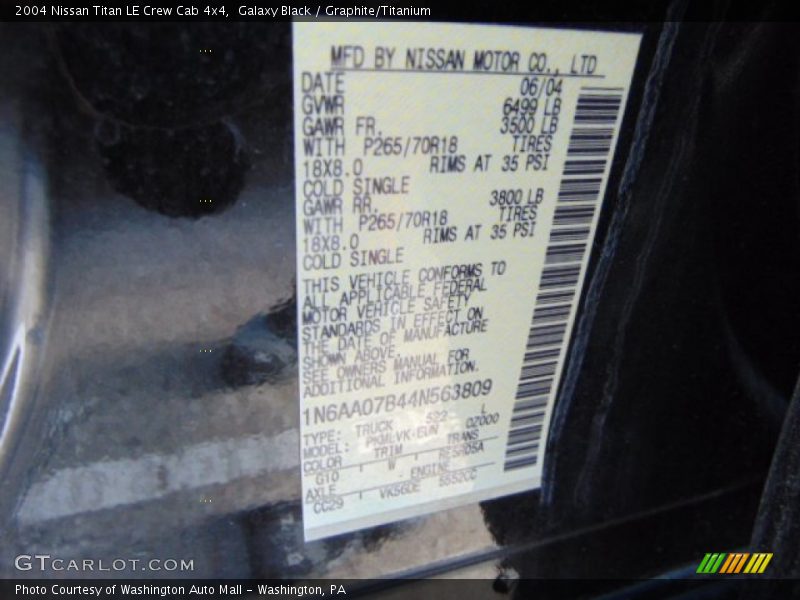 2004 Nissan Titan LE Crew Cab 4x4,  Galaxy Black / Graphite/Titanium
MFD BY NISSAN MOTOR CO., LTD
DATE 06/04
GVWR 6499 LB
GAWR FR. 3500 LB
WITH P265/70R18 TIRES
18X8.0 RIMS AT 35 PSI
COLD SINGLE
GAWR RR. 3800 LB
WITH P265/70R18 TIRES
18X8.0 RIMS AT 35 PSI
COLD SINGLE
THIS VEHICLE CONFORMS TO
ALL APPLICABLE FEDERAL
MOTOR VEHICLE SAFETY
STANDARDS IN EFFECT ON
THE DATE OF MANUFACTURE
SHOWN ABOVE.
SEE OWNERS MANUAL FOR
ADDITIONAL INFORMATION.
1N6AA07B44N563809
TYPE: TRUCK 522 L
MODEL: OZ000
COLOR TRIM TRANS
G10 W RE5R05A
AXLE ENGINE
CC29 VK56DE 5552CC
GTCARLOT.COM
Photo Courtesy of Washington Auto Mall - Washington, PA